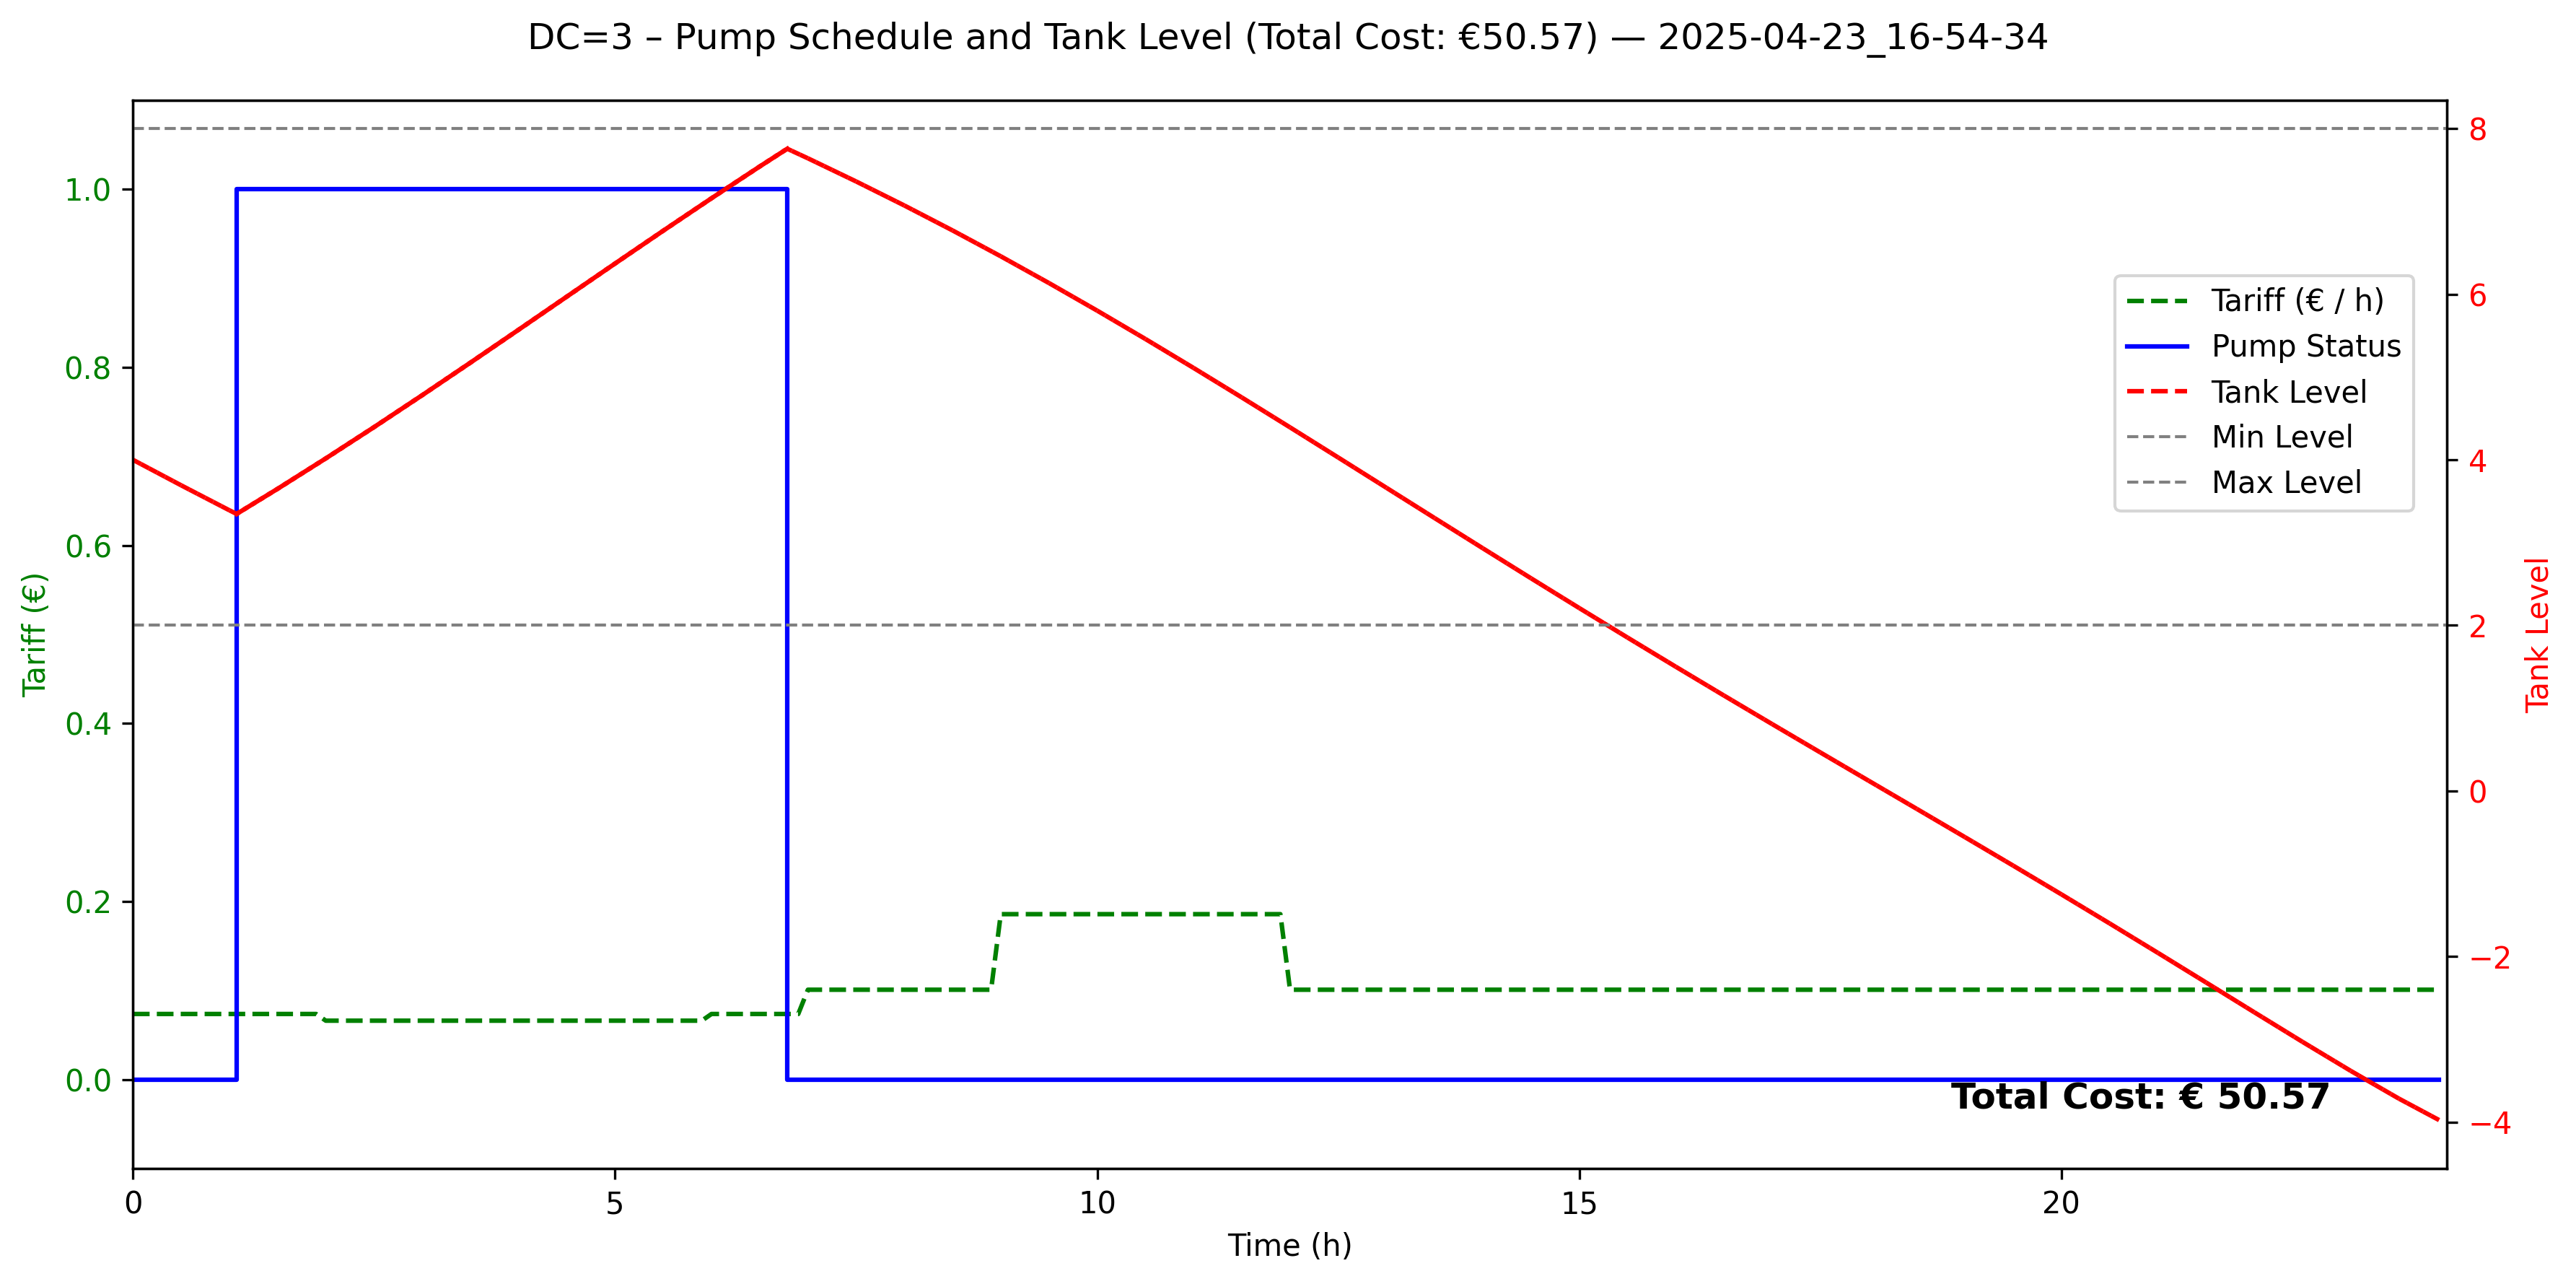 DC=3 – Pump Schedule and Tank Level (Total Cost: €50.57) — 2025-04-23_16-54-34
Tariff (€)
1.0
0.8
0.6
0.4
0.2
0.0
0
5
10
15
20
Time (h)
8
6
4
2
0
−2
−4
Tank Level
Tariff (€ / h)
Pump Status
Tank Level
Min Level
Max Level
Total Cost: € 50.57